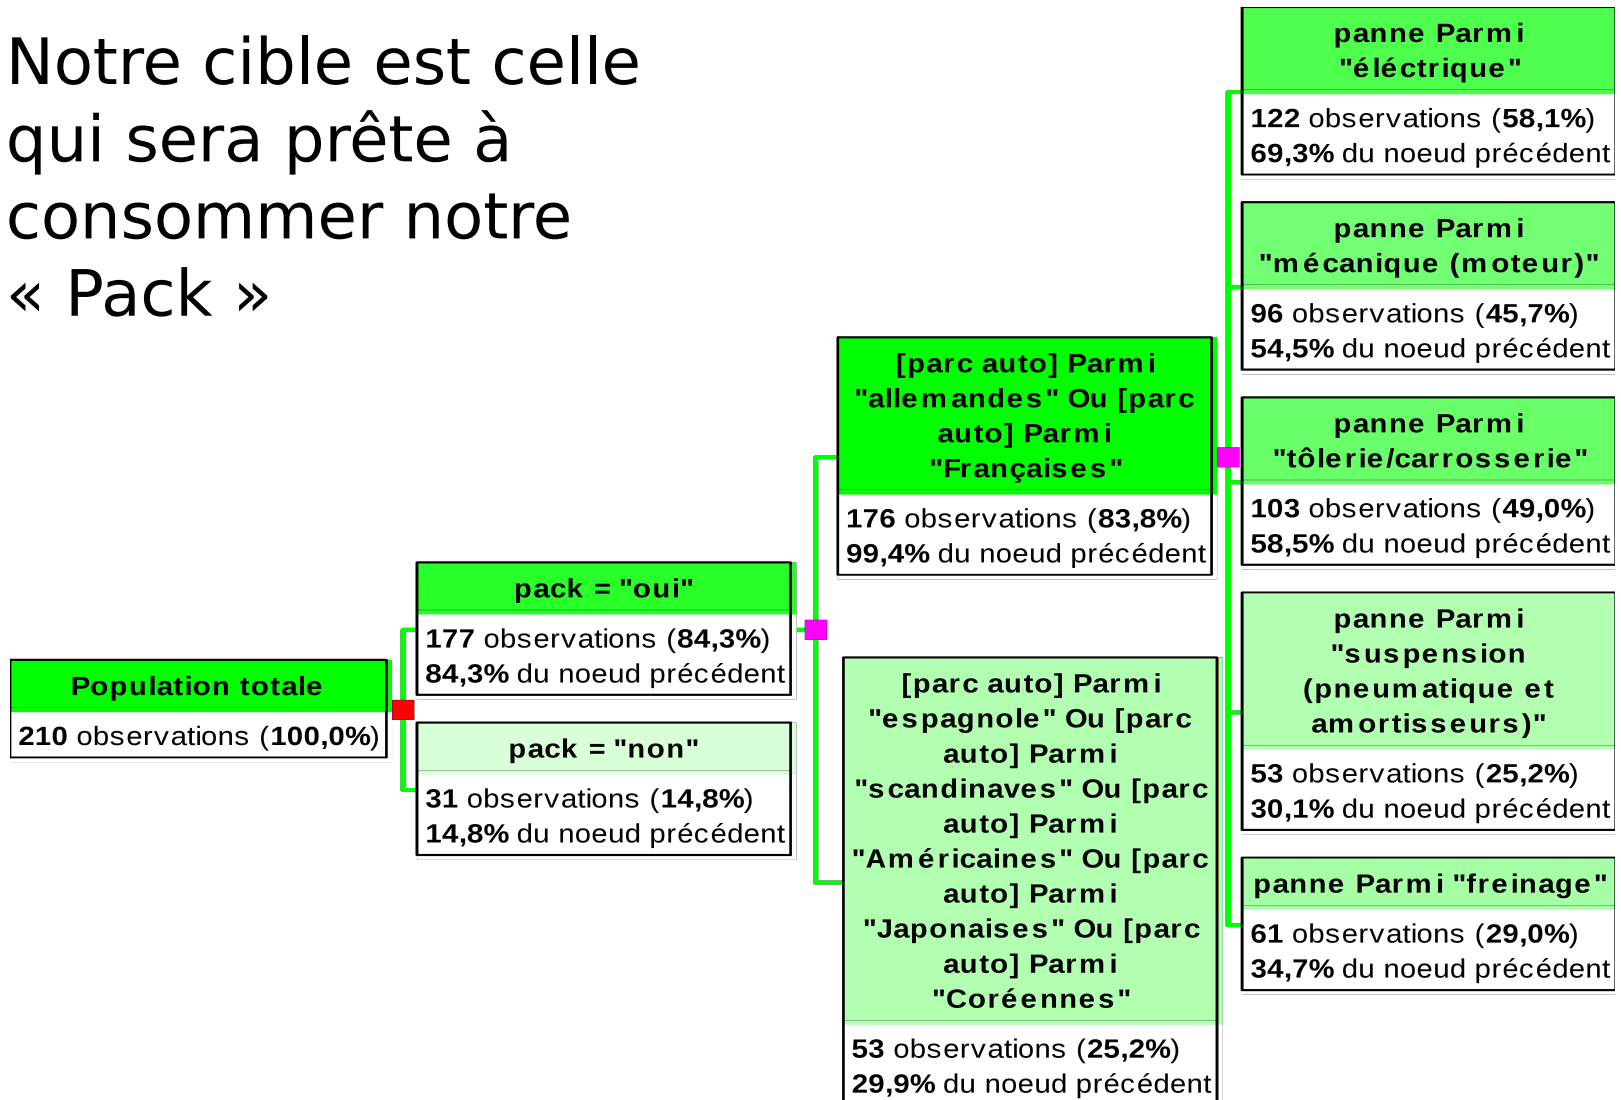 Notre cible est celle
qui sera prête à
consommer notre
« Pack »
Population totale
210 observations (100,0%)
pack = "oui"
177 observations (84,3%)
84,3% du noeud précédent
pack = "non"
31 observations (14,8%)
14,8% du noeud précédent
[parc auto] Parmi
"allemandes" Ou [parc
auto] Parmi
"Françaises"
176 observations (83,8%)
99,4% du noeud précédent
[parc auto] Parmi
"espagnole" Ou [parc
auto] Parmi
"scandinaves" Ou [parc
auto] Parmi
"Américaines" Ou [parc
auto] Parmi
"Japonaises" Ou [parc
auto] Parmi
"Coréennes"
53 observations (25,2%)
29,9% du noeud précédent
panne Parmi
"éléctrique"
122 observations (58,1%)
69,3% du noeud précédent
panne Parmi
"mécanique (moteur)"
96 observations (45,7%)
54,5% du noeud précédent
panne Parmi
"tôlerie/carrosserie"
103 observations (49,0%)
58,5% du noeud précédent
panne Parmi
"suspension
(pneumatique et
amortisseurs)"
53 observations (25,2%)
30,1% du noeud précédent
panne Parmi "freinage"
61 observations (29,0%)
34,7% du noeud précédent